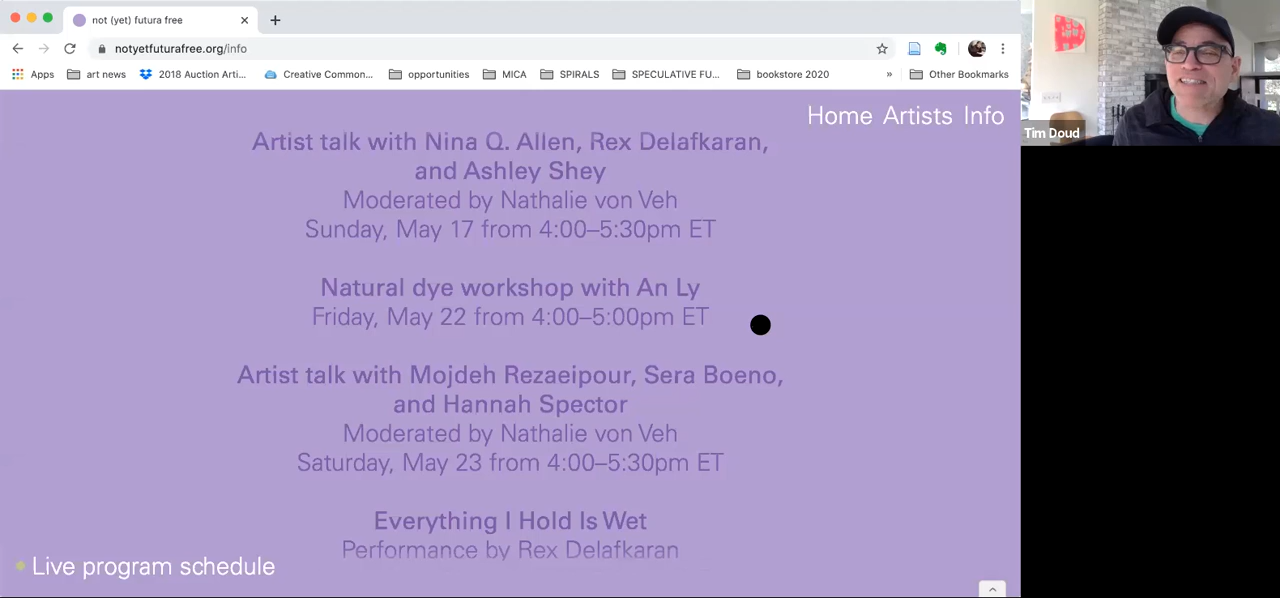 not (yet) futura free
notyetfuturafree.org/info
Apps
art news
2018 Auction Arti...
Creative Common...
opportunities
MICA
SPIRALS
SPECULATIVE FU...
bookstore 2020
»
Other Bookmarks
Home Artists Info
Artist talk with Nina Q. Allen, Rex Delafkaran,
and Ashley Shey
Moderated by Nathalie von Veh
Sunday, May 17 from 4:00–5:30pm ET
Natural dye workshop with An Ly
Friday, May 22 from 4:00–5:00pm ET
Artist talk with Mojdeh Rezaeipour, Sera Boeno,
and Hannah Spector
Moderated by Nathalie von Veh
Saturday, May 23 from 4:00–5:30pm ET
Everything I Hold Is Wet
Performance by Rex Delafkaran
Live program schedule
Tim Doud